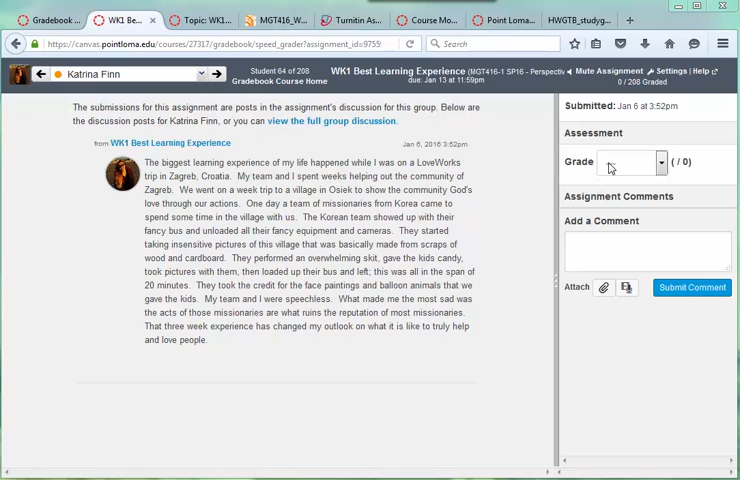 Gradebook ...
WK1 Be...
Topic: WK1...
MGT416_W...
Turnitin As...
Course Mo...
Point Loma...
HWGTB_studyg...
https://canvas.pointloma.edu/courses/27317/gradebook/speed_grader?assignment_id=9755
Search
Katrina Finn
Student 64 of 208
Gradebook Course Home
WK1 Best Learning Experience (MGT416-1 SP16 - Perspectiv
due: Jan 13 at 11:59pm
Mute Assignment
Settings
Help
0 / 208 Graded
The submissions for this assignment are posts in the assignment's discussion for this group. Below are
the discussion posts for Katrina Finn, or you can view the full group discussion.
from WK1 Best Learning Experience
Jan 6, 2016 3:52pm
The biggest learning experience of my life happened while I was on a LoveWorks
trip in Zagreb, Croatia. My team and I spent weeks helping out the community of
Zagreb. We went on a week trip to a village in Osiek to show the community God's
love through our actions. One day a team of missionaries from Korea came to
spend some time in the village with us. The Korean team showed up with their
fancy bus and unloaded all their fancy equipment and cameras. They started
taking insensitive pictures of this village that was basically made from scraps of
wood and cardboard. They performed an overwhelming skit, gave the kids candy,
took pictures with them, then loaded up their bus and left; this was all in the span of
20 minutes. They took the credit for the face paintings and balloon animals that we
gave the kids. My team and I were speechless. What made me the most sad was
the acts of those missionaries are what ruins the reputation of most missionaries.
That three week experience has changed my outlook on what it is like to truly help
and love people.
Submitted: Jan 6 at 3:52pm
Assessment
Grade
( / 0)
Assignment Comments
Add a Comment
Attach
Submit Comment